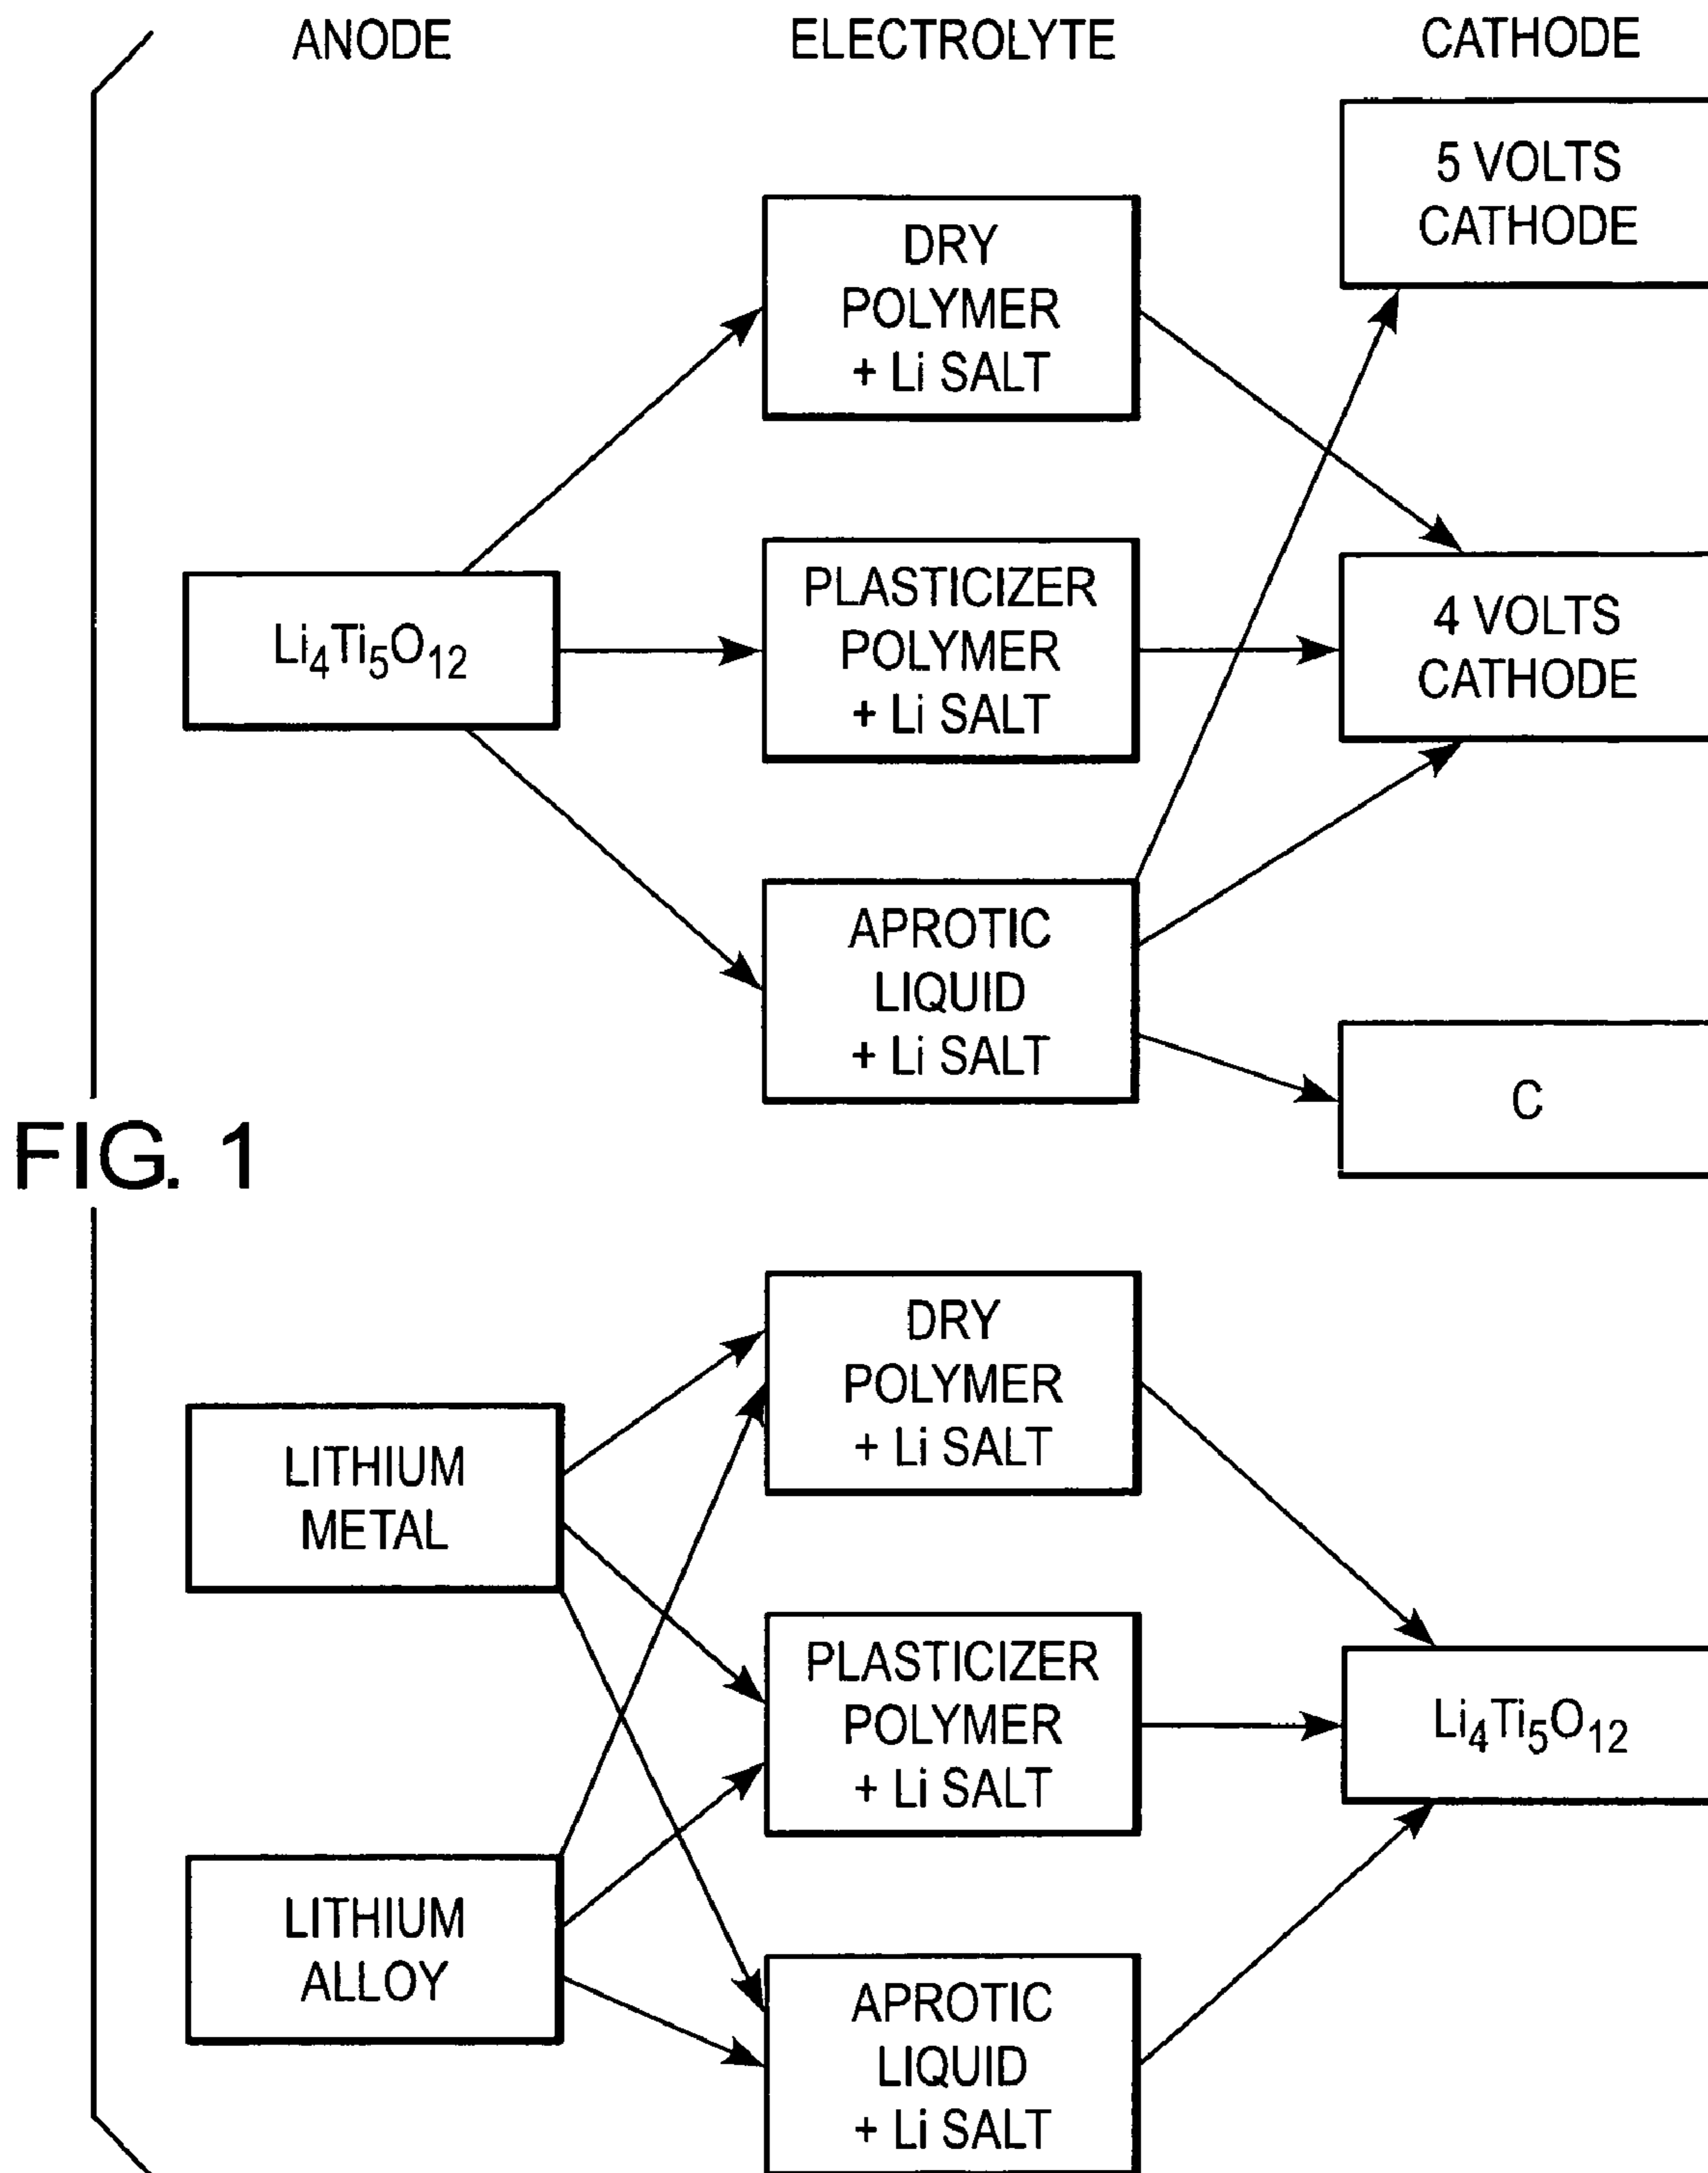 ANODE
ELECTROLYTE
CATHODE
5 VOLTS
CATHODE
DRY
POLYMER
+ Li SALT
Li4Ti5O12
PLASTICIZER
POLYMER
+ Li SALT
4 VOLTS
CATHODE
APROTIC
LIQUID
+ Li SALT
C
FIG. 1
LITHIUM
METAL
LITHIUM
ALLOY
DRY
POLYMER
+ Li SALT
PLASTICIZER
POLYMER
+ Li SALT
APROTIC
LIQUID
+ Li SALT
Li4Ti5O12